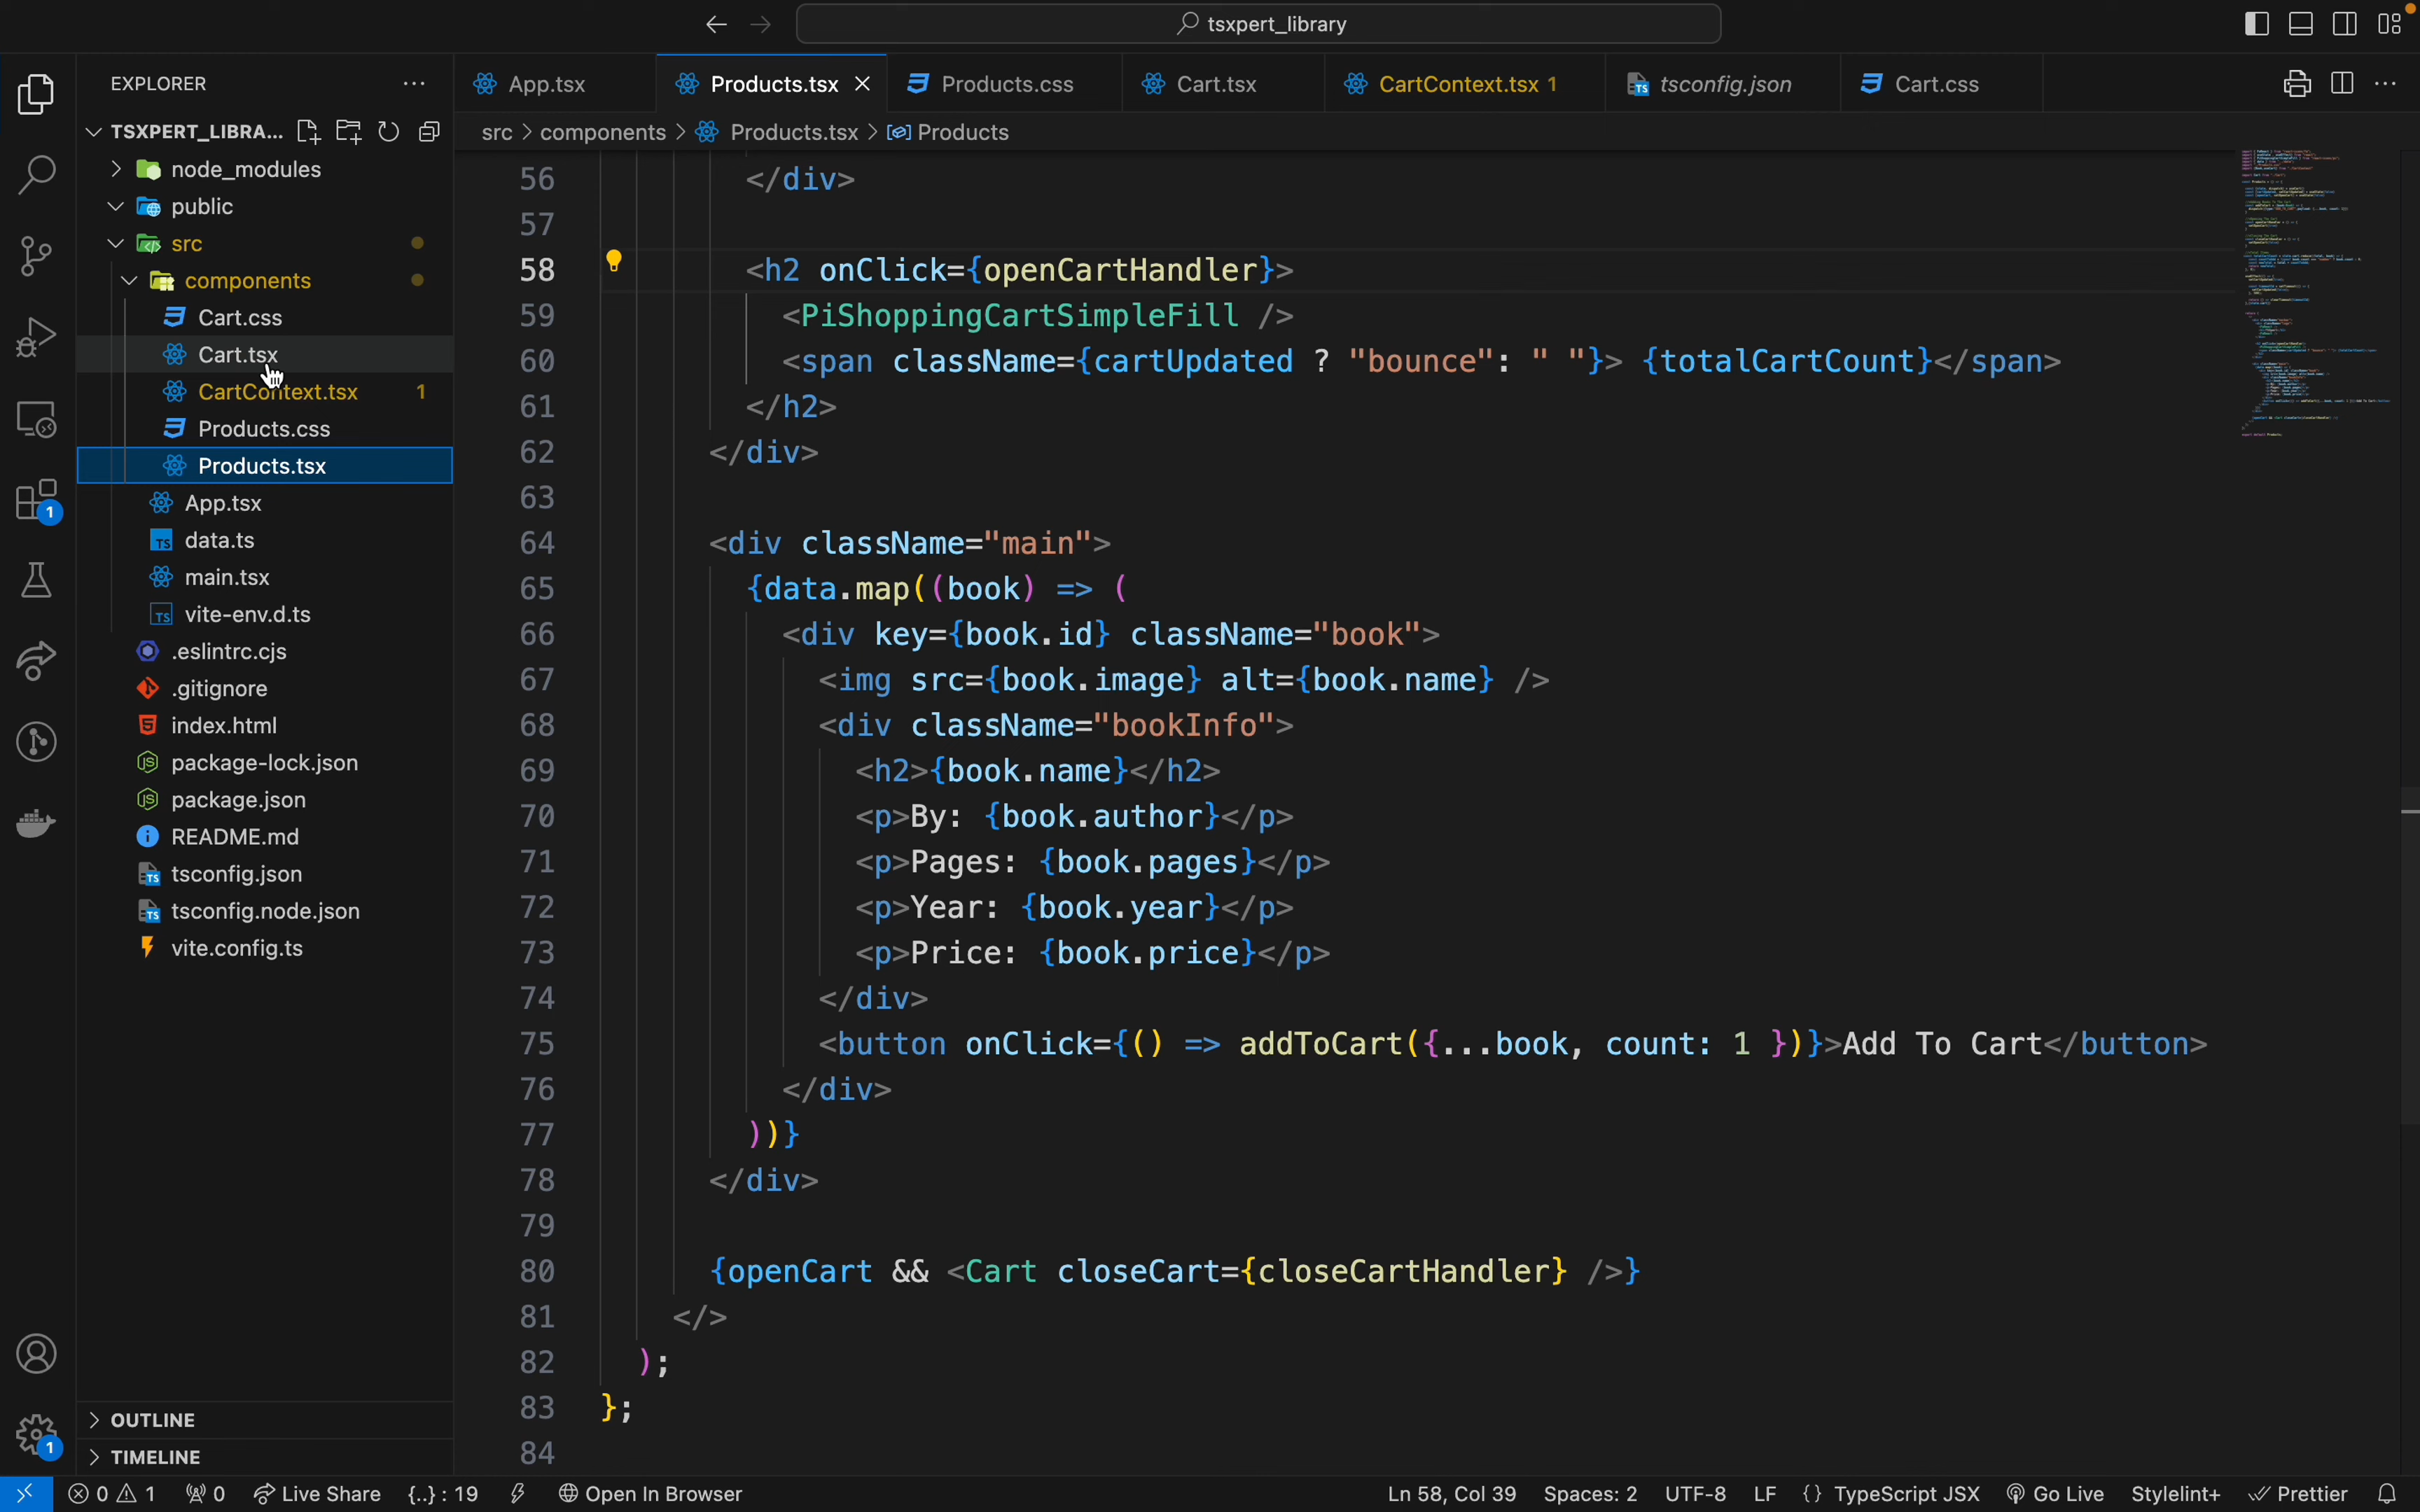 tsxpert_library
EXPLORER
App.tsx
Products.tsx
Products.css
Cart.tsx
CartContext.tsx 1
tsconfig.json
Cart.css
src > components > Products.tsx > Products
TSXPERT_LIBRA...
node_modules
public
src
components
Cart.css
Cart.tsx
CartContext.tsx 1
Products.css
Products.tsx
App.tsx
data.ts
main.tsx
vite-env.d.ts
.eslintrc.cjs
.gitignore
index.html
package-lock.json
package.json
README.md
tsconfig.json
tsconfig.node.json
vite.config.ts
OUTLINE
TIMELINE
1
1
56 </div>
57
58 <h2 onClick={openCartHandler}>
59 <PiShoppingCartSimpleFill />
60 <span className={cartUpdated ? "bounce": " "}> {totalCartCount}</span>
61 </h2>
62 </div>
63
64 <div className="main">
65 {data.map((book) => (
66 <div key={book.id} className="book">
67 <img src={book.image} alt={book.name} />
68 <div className="bookInfo">
69 <h2>{book.name}</h2>
70 <p>By: {book.author}</p>
71 <p>Pages: {book.pages}</p>
72 <p>Year: {book.year}</p>
73 <p>Price: {book.price}</p>
74 </div>
75 <button onClick={() => addToCart({...book, count: 1 })}>Add To Cart</button>
76 </div>
77 ))}
78 </div>
79
80 {openCart && <Cart closeCart={closeCartHandler} />}
81 </>
82 );
83 };
84
0 1 0 Live Share {..} : 19 Open In Browser Ln 58, Col 39 Spaces: 2 UTF-8 LF {} TypeScript JSX Go Live Stylelint+ Prettier